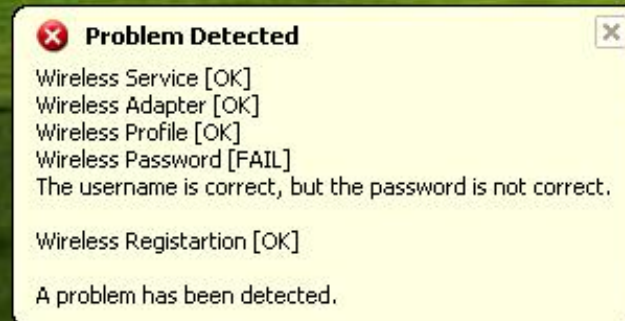 Problem Detected
Wireless Service [OK]
Wireless Adapter [OK]
Wireless Profile [OK]
Wireless Password [FAIL]
The username is correct, but the password is not correct.
Wireless Registartion [OK]
A problem has been detected.